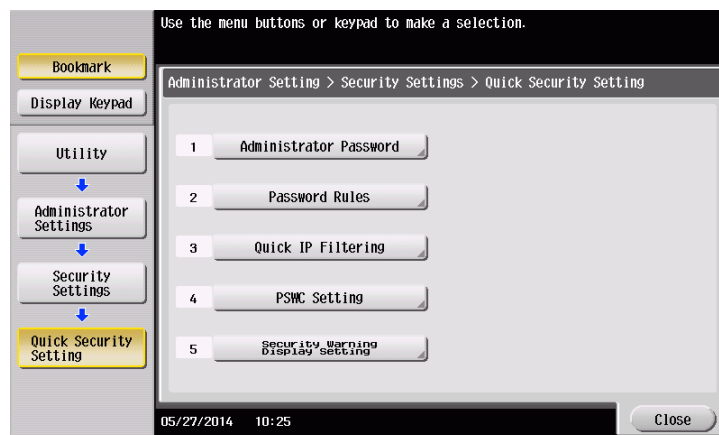 Use the menu buttons or keypad to make a selection.
Bookmark
Display Keypad
Utility
Administrator
Settings
Security
Settings
Quick Security
Setting
Administrator Setting > Security Settings > Quick Security Setting
1 Administrator Password
2 Password Rules
3 Quick IP Filtering
4 PSWC Setting
5 Security Warning
Display Setting
05/27/2014 10:25
Close